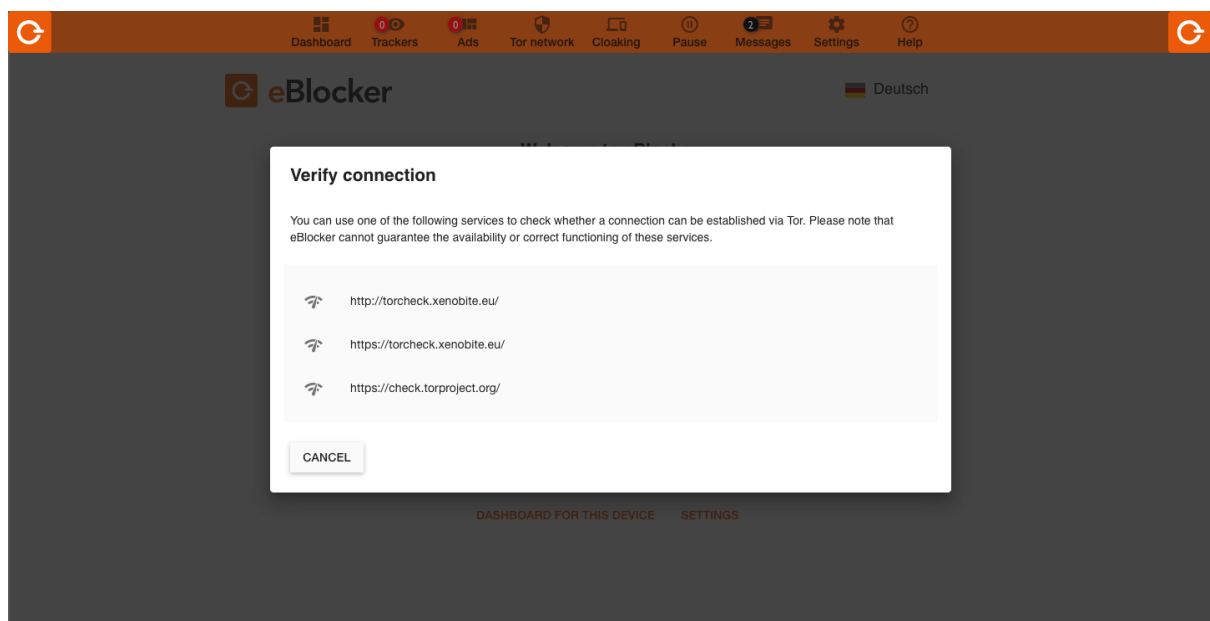 0 0 2
Dashboard Trackers Ads Tor network Cloaking Pause Messages Settings Help
eBlocker Deutsch
Verify connection
You can use one of the following services to check whether a connection can be established via Tor. Please note that
eBlocker cannot guarantee the availability or correct functioning of these services.
http://torcheck.xenobite.eu/
https://torcheck.xenobite.eu/
https://check.torproject.org/
CANCEL
DASHBOARD FOR THIS DEVICE SETTINGS